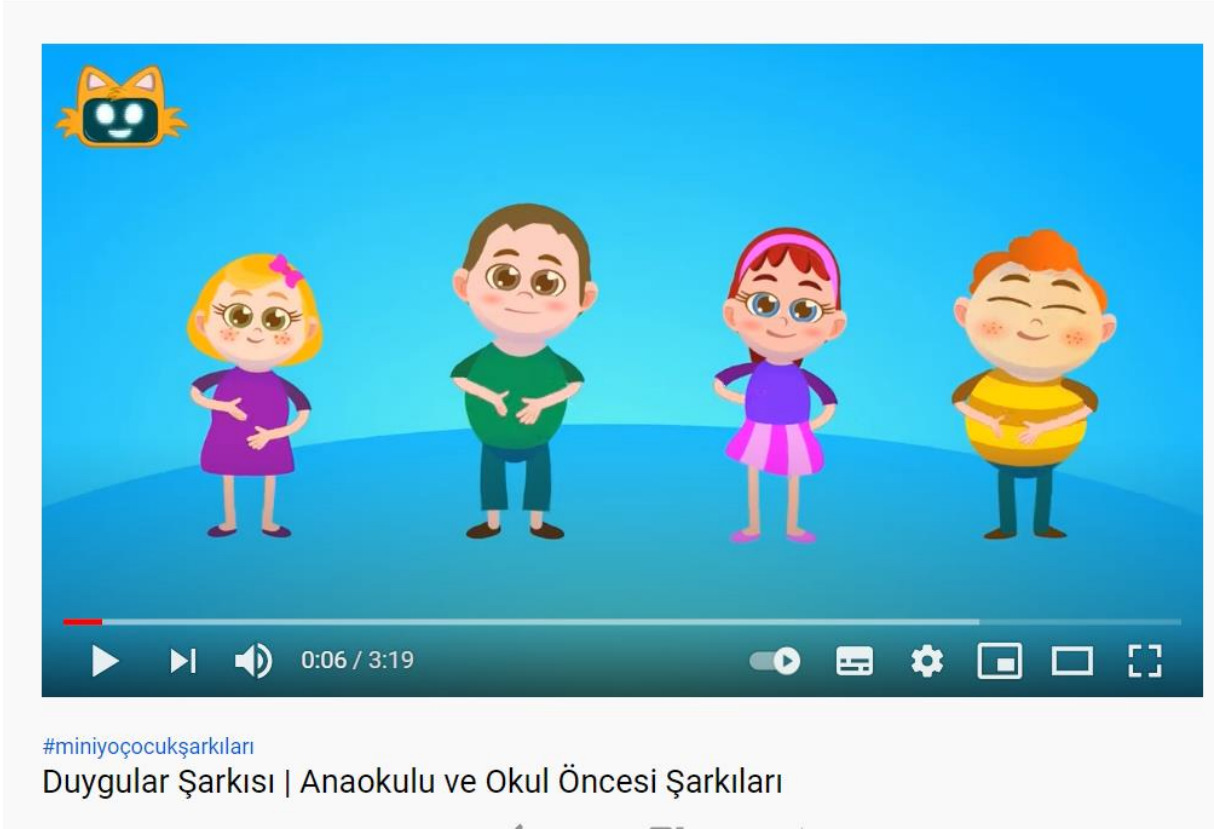 0:06 / 3:19
#miniyoçocukşarkıları
Duygular Şarkısı | Anaokulu ve Okul Öncesi Şarkıları